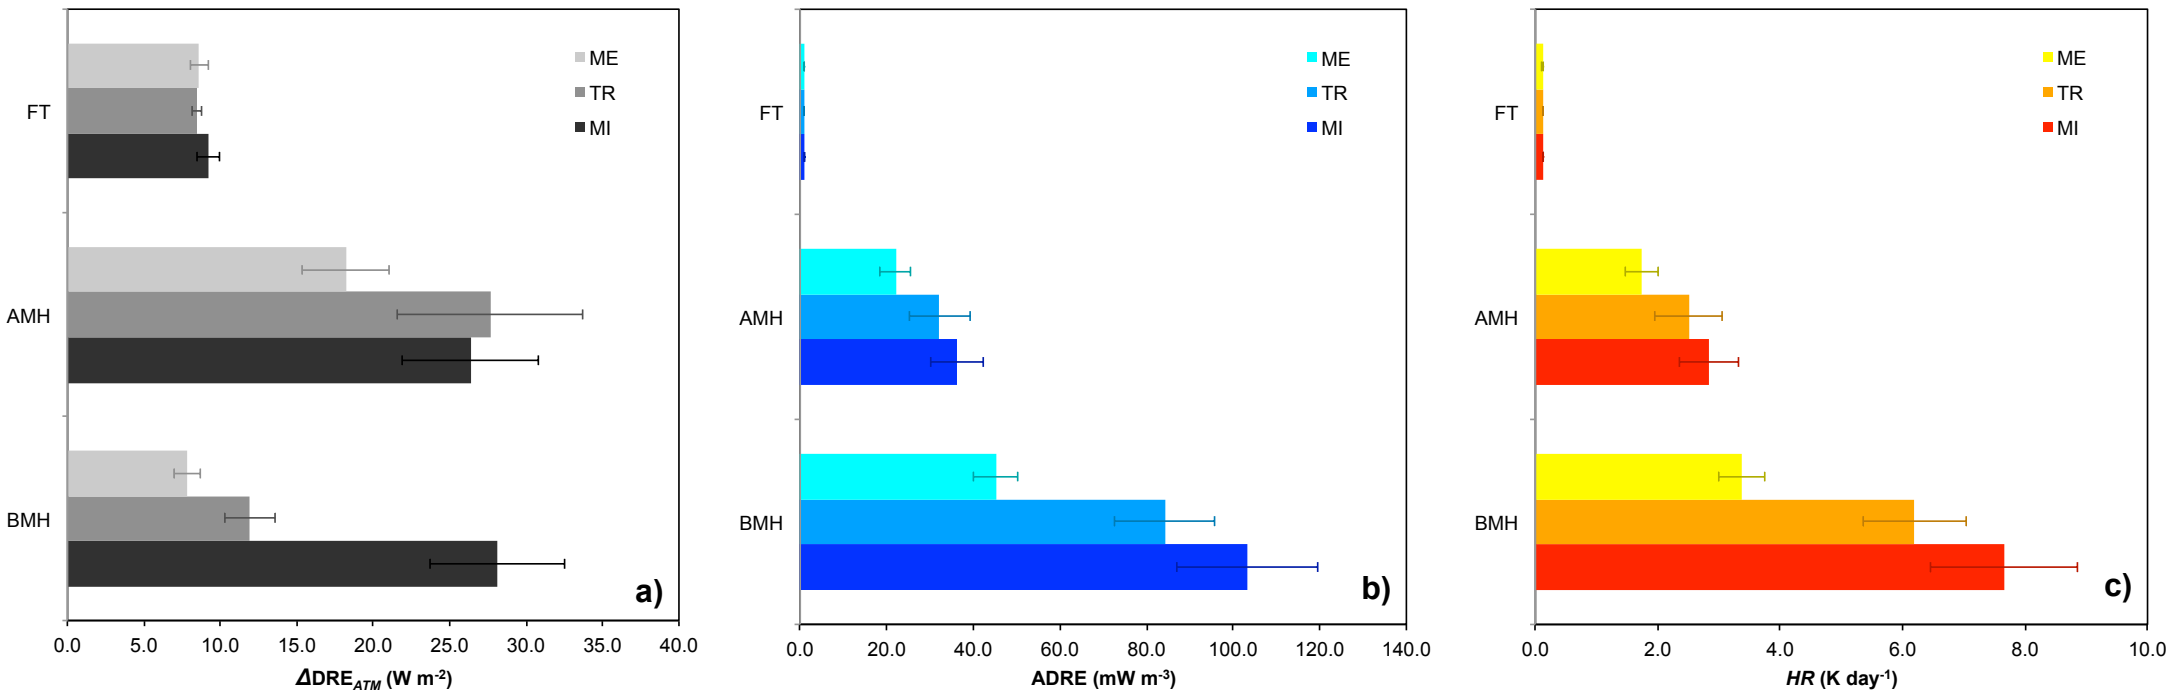 ME
TR
MI
FT
AMH
BMH
a)
0.0 5.0 10.0 15.0 20.0 25.0 30.0 35.0 40.0
ΔDRE_ATM (W m⁻²)
ME
TR
MI
FT
AMH
BMH
b)
0.0 20.0 40.0 60.0 80.0 100.0 120.0 140.0
ADRE (mW m⁻³)
ME
TR
MI
FT
AMH
BMH
c)
0.0 2.0 4.0 6.0 8.0 10.0
HR (K day⁻¹)